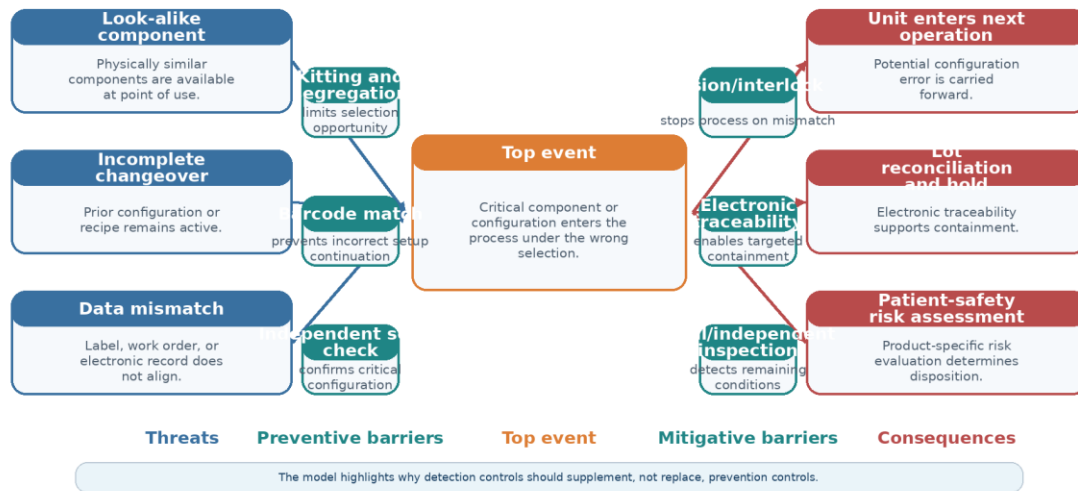 Look-alike
component
Physically similar
components are available
at point of use.
Incomplete
changeover
Prior configuration or
recipe remains active.
Data mismatch
Label, work order, or
electronic record does
not align.
Kitting and
egregation
limits selection
opportunity
Barcode match
prevents incorrect setup
continuation
Independent s
check
confirms critical
configuration
Top event
Critical component or
configuration enters the
process under the wrong
selection.
sion/interlock
stops process on mismatch
Electronic
traceability
enables targeted
containment
l/independent
inspection
detects remaining
conditions
Unit enters next
operation
Potential configuration
error is carried
forward.
Lot
reconciliation
and hold
Electronic traceability
supports containment.
Patient-safety
risk assessment
Product-specific risk
evaluation determines
disposition.
Threats
Preventive barriers
Top event
Mitigative barriers
Consequences
The model highlights why detection controls should supplement, not replace, prevention controls.